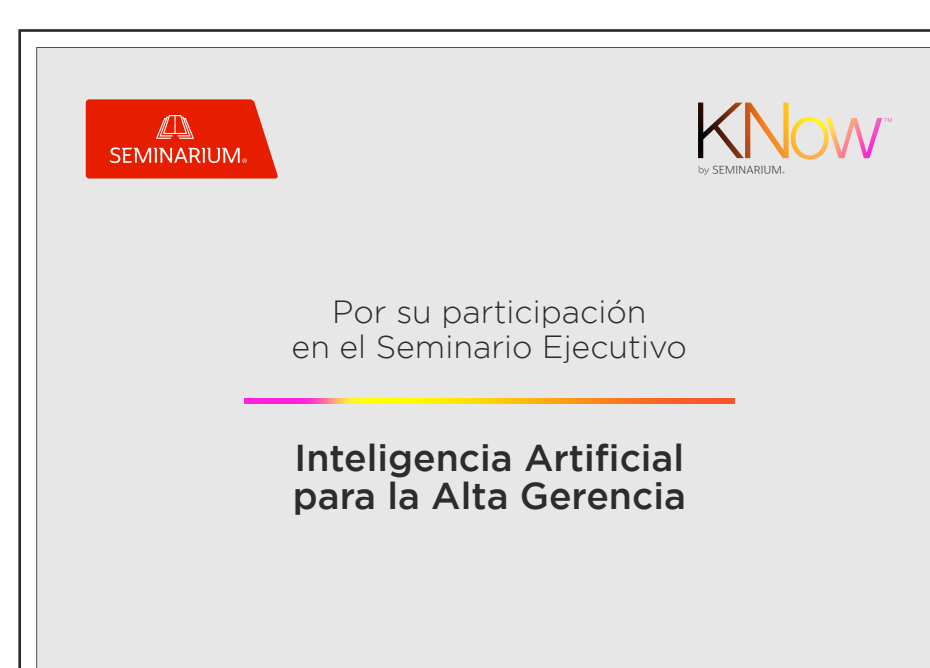 SEMINARIUM®
KNOW™
by SEMINARIUM®
Por su participación
en el Seminario Ejecutivo
Inteligencia Artificial
para la Alta Gerencia